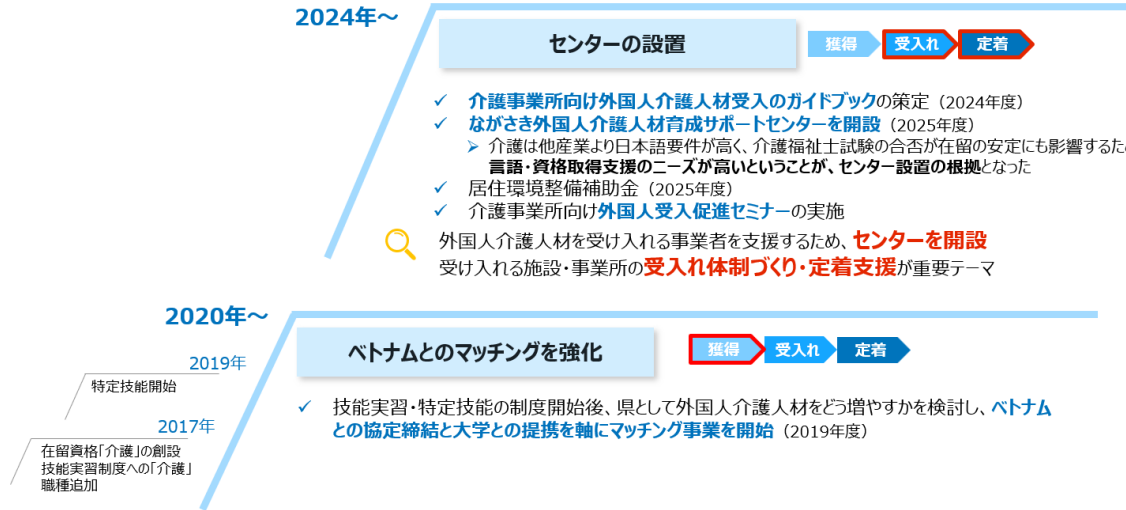 2024年～
センターの設置
獲得
受入れ
定着
✓ 介護事業所向け外国人介護人材受入のガイドブックの策定（2024年度）
✓ ながさき外国人介護人材育成サポートセンターを開設（2025年度）
➢ 介護は他産業より日本語要件が高く、介護福祉士試験の合否が在留の安定にも影響するため
言語・資格取得支援のニーズが高いということが、センター設置の根拠となった
✓ 居住環境整備補助金（2025年度）
✓ 介護事業所向け外国人受入促進セミナーの実施
外国人介護人材を受け入れる事業者を支援するため、センターを開設
受け入れる施設・事業所の受入れ体制づくり・定着支援が重要テーマ
2020年～
ベトナムとのマッチングを強化
獲得
受入れ
定着
2019年
特定技能開始
✓ 技能実習・特定技能の制度開始後、県として外国人介護人材をどう増やすかを検討し、ベトナム
との協定締結と大学との提携を軸にマッチング事業を開始（2019年度）
2017年
在留資格「介護」の創設
技能実習制度への「介護」
職種追加